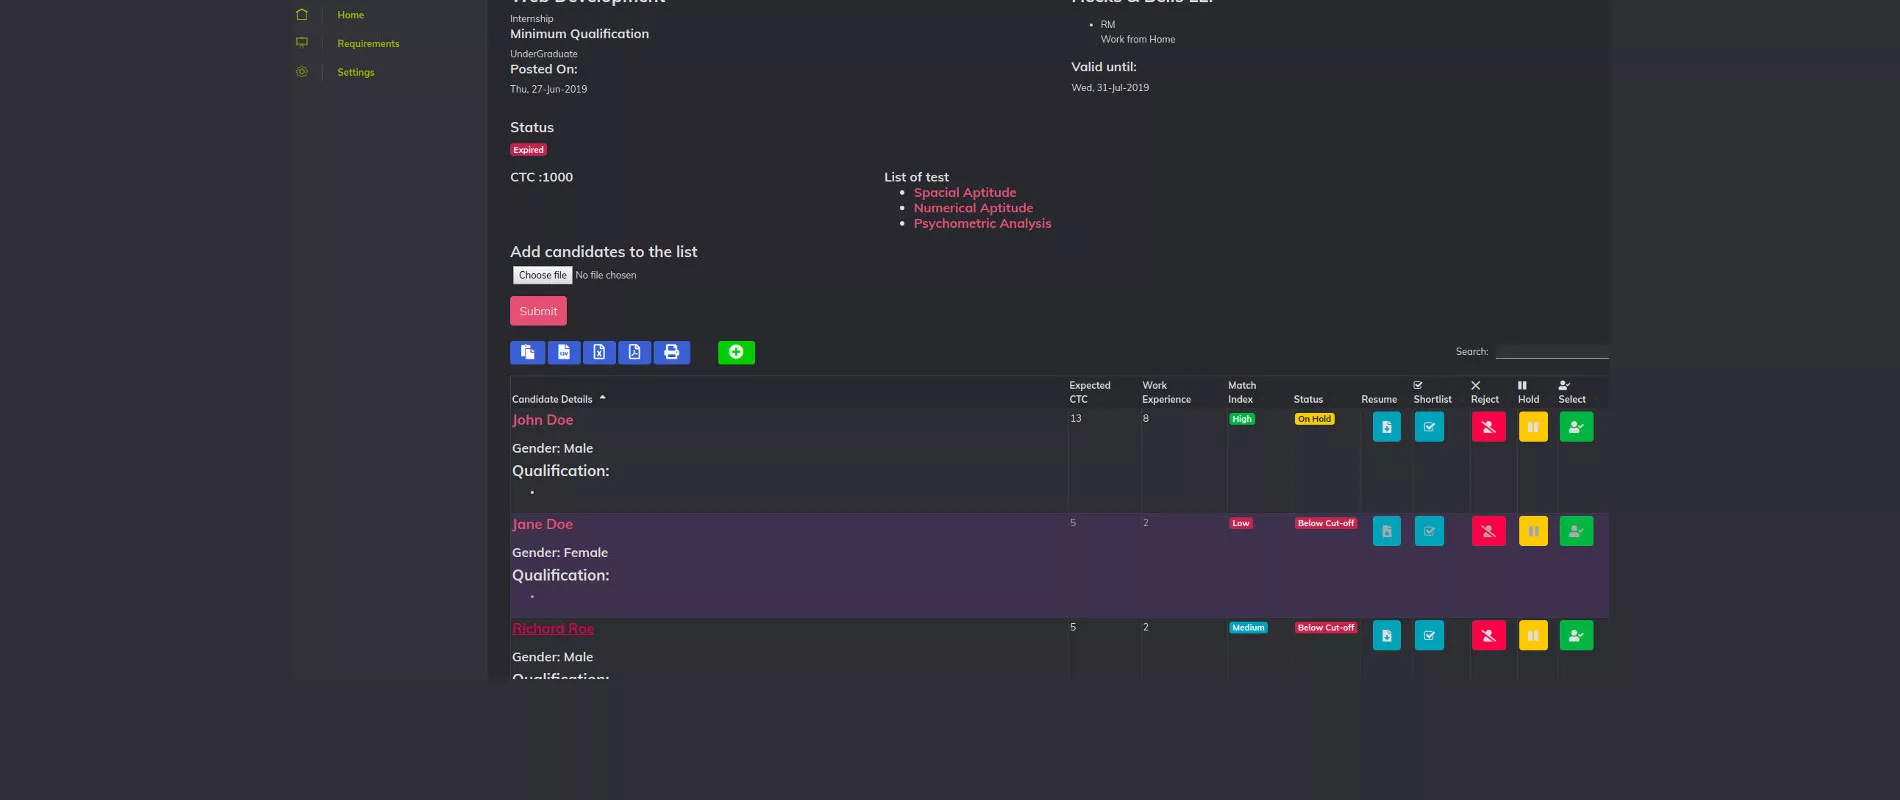 Home
Requirements
Settings
Web Development
Internship
Minimum Qualification
UnderGraduate
Posted On:
Thu, 27-Jun-2019
RM
Work from Home
Valid until:
Wed, 31-Jul-2019
Status
Expired
CTC :1000
List of test
Spacial Aptitude
Numerical Aptitude
Psychometric Analysis
Add candidates to the list
Choose file No file chosen
Submit
Search:
Candidate Details
Expected
CTC
Work
Experience
Match
Index
Status
Resume
Shortlist
Reject
Hold
Select
John Doe 13 8 High On Hold
Gender: Male
Qualification:
Jane Doe 5 2 Low Below Cut-off
Gender: Female
Qualification:
Richard Roe 5 2 Medium Below Cut-off
Gender: Male
Qualification: